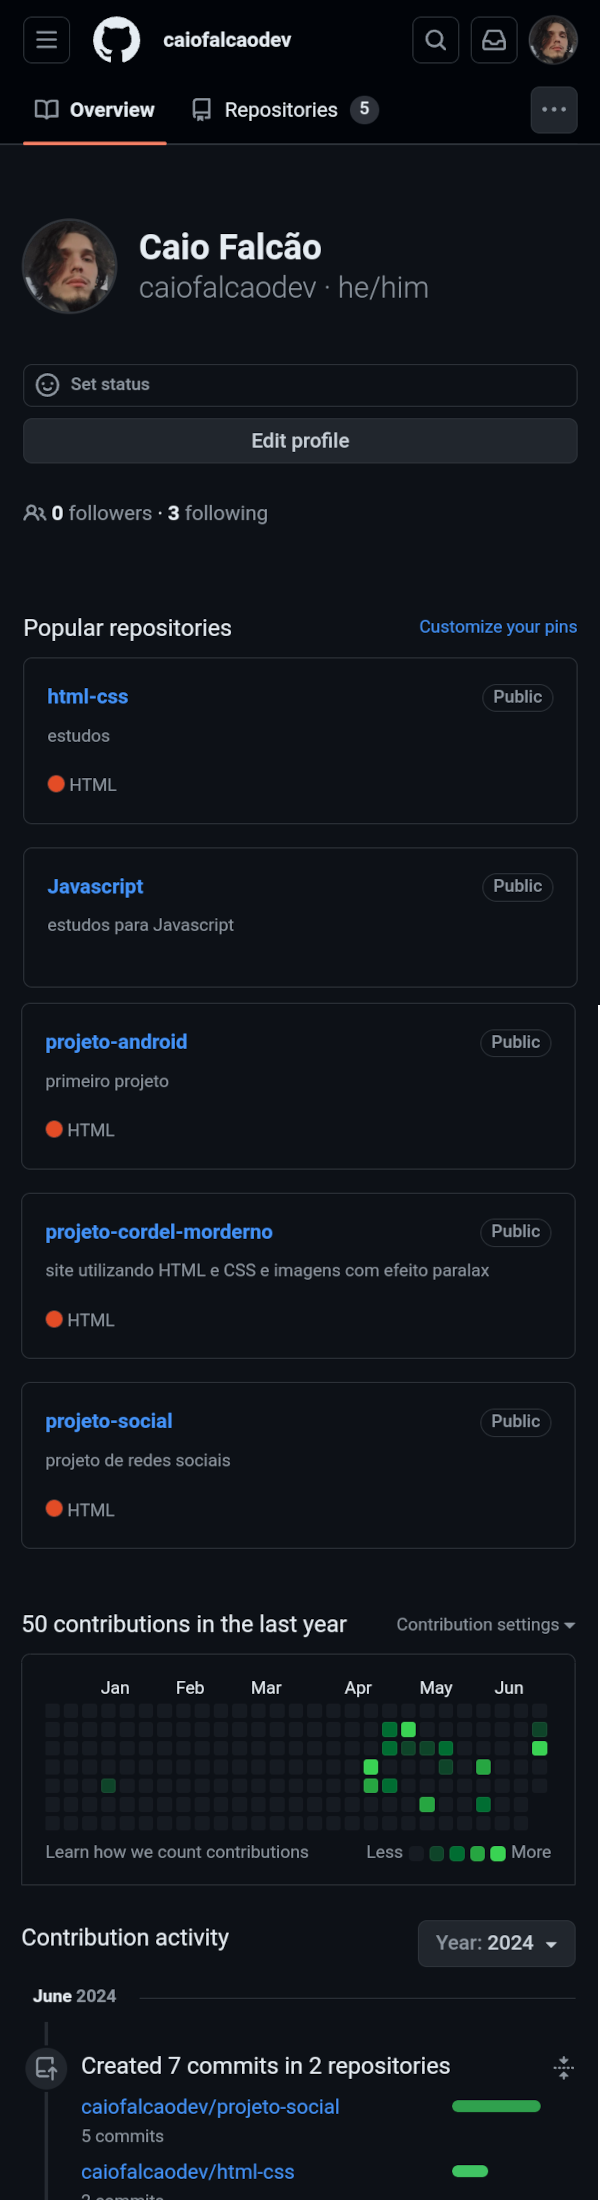 caiofalcaodev
Overview
Repositories 5
Caio Falcão
caiofalcaodev · he/him
Set status
Edit profile
0 followers · 3 following
Popular repositories
Customize your pins
html-css
Public
estudos
HTML
Javascript
Public
estudos para Javascript
projeto-android
Public
primeiro projeto
HTML
projeto-cordel-morderno
Public
site utilizando HTML e CSS e imagens com efeito paralax
HTML
projeto-social
Public
projeto de redes sociais
HTML
50 contributions in the last year
Contribution settings
Jan Feb Mar Apr May Jun
Learn how we count contributions
Less
More
Contribution activity
Year: 2024
June 2024
Created 7 commits in 2 repositories
caiofalcaodev/projeto-social
5 commits
caiofalcaodev/html-css
2 commits